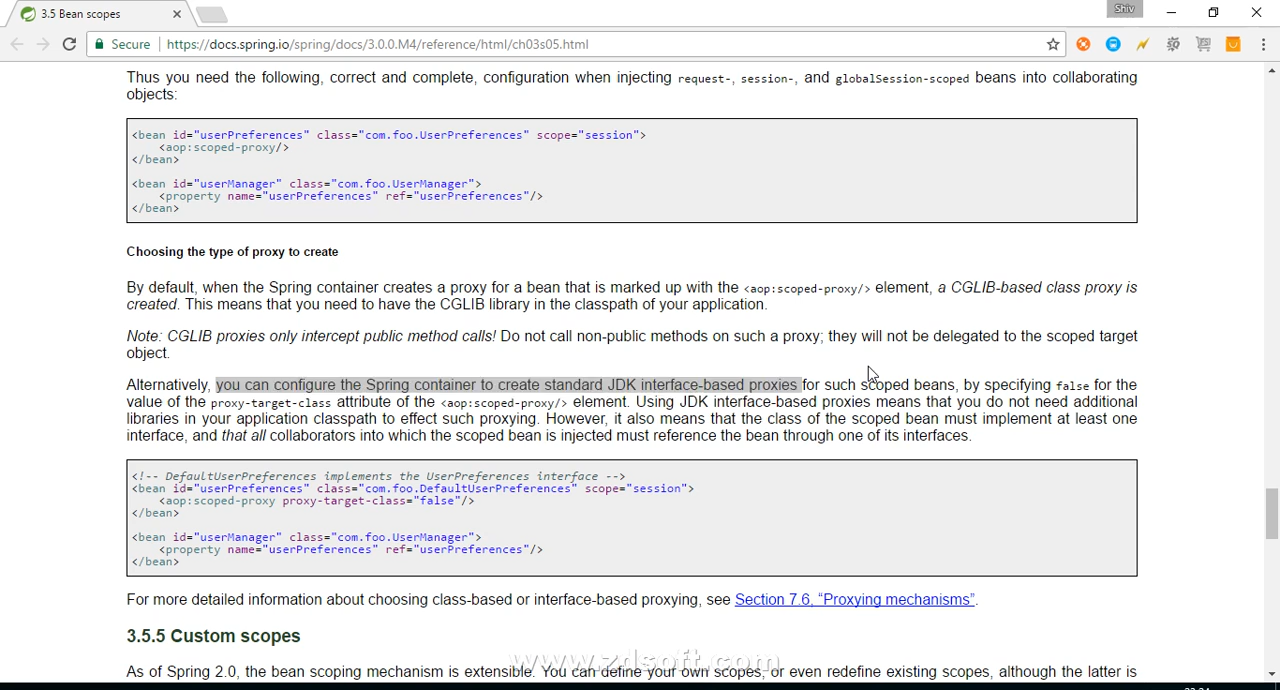 3.5 Bean scopes
Shiv
Secure
https://docs.spring.io/spring/docs/3.0.0.M4/reference/html/ch03s05.html
Thus you need the following, correct and complete, configuration when injecting request-, session-, and globalSession-scoped beans into collaborating
objects:
<bean id="userPreferences" class="com.foo.UserPreferences" scope="session">
<aop:scoped-proxy/>
</bean>
<bean id="userManager" class="com.foo.UserManager">
<property name="userPreferences" ref="userPreferences"/>
</bean>
Choosing the type of proxy to create
By default, when the Spring container creates a proxy for a bean that is marked up with the <aop:scoped-proxy/> element, a CGLIB-based class proxy is
created. This means that you need to have the CGLIB library in the classpath of your application.
Note: CGLIB proxies only intercept public method calls! Do not call non-public methods on such a proxy; they will not be delegated to the scoped target
object.
Alternatively, you can configure the Spring container to create standard JDK interface-based proxies for such scoped beans, by specifying false for the
value of the proxy-target-class attribute of the <aop:scoped-proxy/> element. Using JDK interface-based proxies means that you do not need additional
libraries in your application classpath to effect such proxying. However, it also means that the class of the scoped bean must implement at least one
interface, and that all collaborators into which the scoped bean is injected must reference the bean through one of its interfaces.
<!-- DefaultUserPreferences implements the UserPreferences interface -->
<bean id="userPreferences" class="com.foo.DefaultUserPreferences" scope="session">
<aop:scoped-proxy proxy-target-class="false"/>
</bean>
<bean id="userManager" class="com.foo.UserManager">
<property name="userPreferences" ref="userPreferences"/>
</bean>
For more detailed information about choosing class-based or interface-based proxying, see Section 7.6, “Proxying mechanisms”.
3.5.5 Custom scopes
www.zdsoft.com
As of Spring 2.0, the bean scoping mechanism is extensible. You can define your own scopes, or even redefine existing scopes, although the latter is